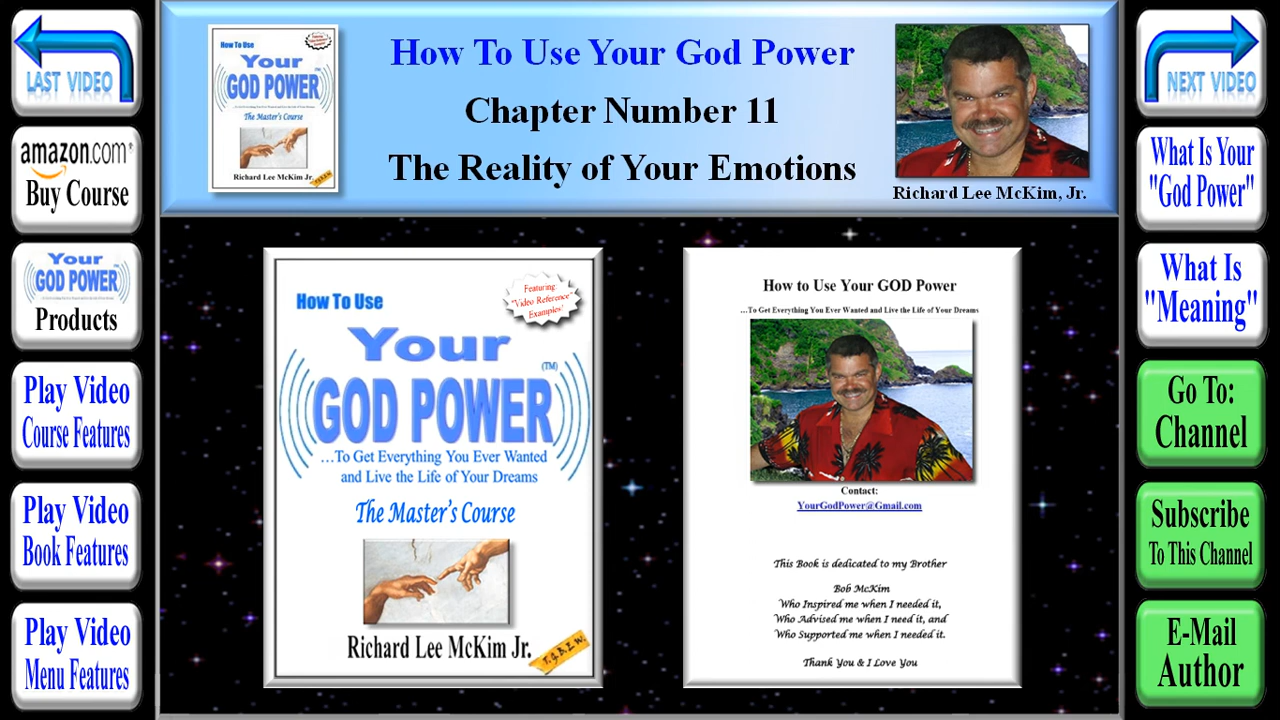 LAST VIDEO
amazon.com
Buy Course
Your
GOD POWER
Products
Play Video
Course Features
Play Video
Book Features
Play Video
Menu Features
How To Use
Your
GOD POWER
The Master's Course
Richard Lee McKim Jr.
How To Use Your God Power
Chapter Number 11
The Reality of Your Emotions
Richard Lee McKim, Jr.
Featuring
"Video Reference"
Examples!
How To Use
Your
(TM)
GOD POWER
...To Get Everything You Ever Wanted
and Live the Life of Your Dreams
The Master's Course
Richard Lee McKim Jr.
How to Use Your GOD Power
...To Get Everything You Ever Wanted and Live the Life of Your Dreams
Contact:
YourGodPower@Gmail.com
This Book is dedicated to my Brother
Bob McKim
Who Inspired me when I needed it,
Who Advised me when I need it, and
Who Supported me when I needed it.
Thank You & I Love You
NEXT VIDEO
What Is Your
"God Power"
What Is
"Meaning"
Go To:
Channel
Subscribe
To This Channel
E-Mail
Author